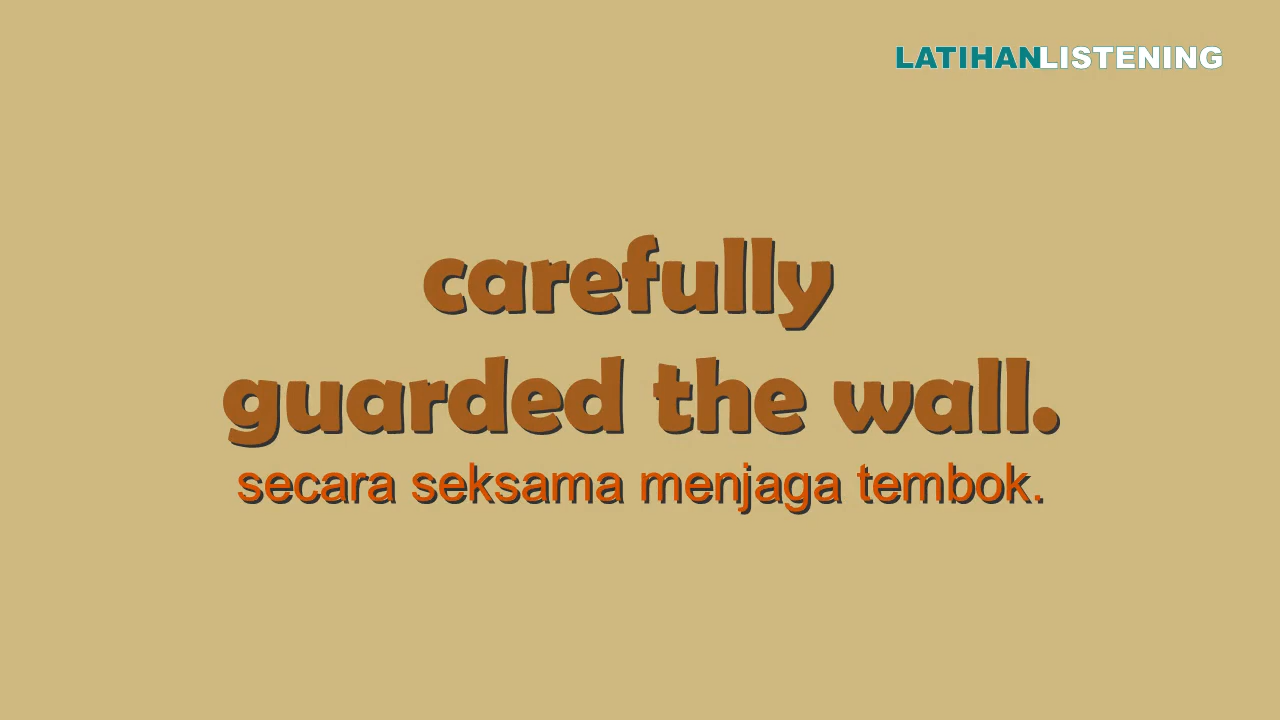 LATIHANLISTENING
carefully
guarded the wall.
secara seksama menjaga tembok.